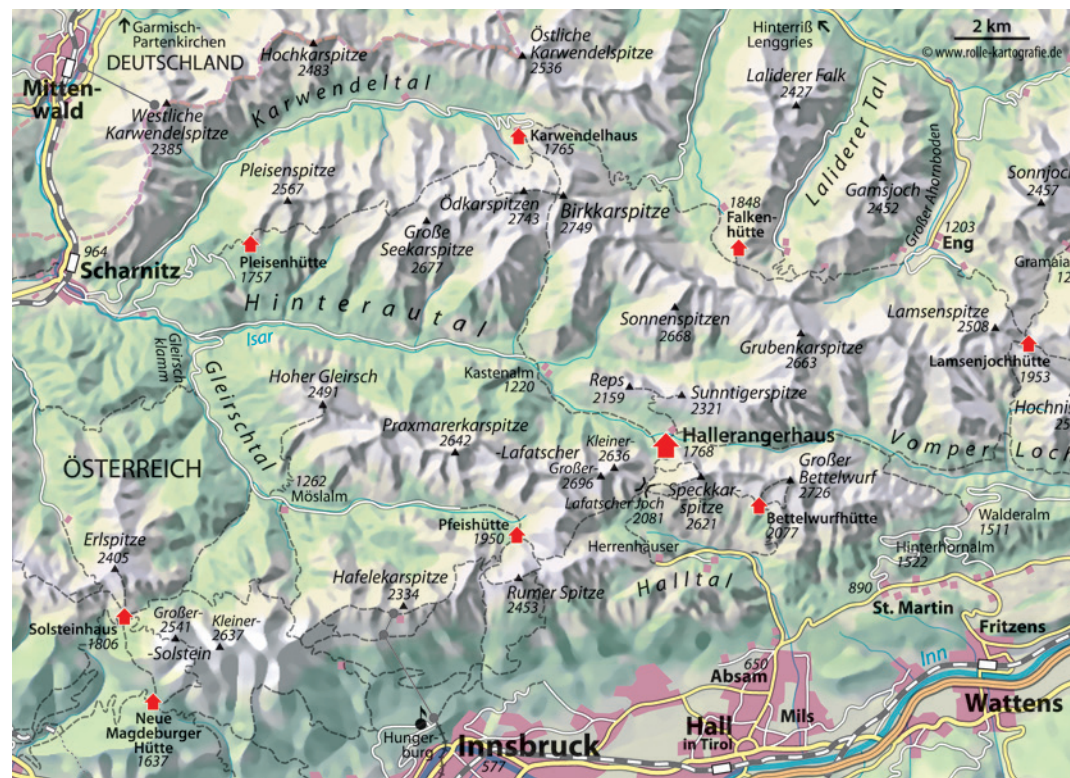 Garmisch-
Partenkirchen
DEUTSCHLAND
Hochkarspitze
2483
Östliche
Karwendelspitze
2536
Hinterriß
Lenggries
2 km
© www.rolle-kartografie.de
Mitten-
wald
Westliche
Karwendelspitze
2385
Karwendeltal
Karwendelhaus
1765
Laliderer Falk
2427
Laliderer Tal
Großer Ahornboden
Gamsjoch
2452
Sonnjoch
2457
Pleisenspitze
2567
Ödkarspitzen
2743
Birkkarspitze
2749
Große
Seekarspitze
2677
1848
Falken-
hütte
1203
Eng
Gramaia
12
964
Scharnitz
Pleisenhütte
1757
Hinterautal
Isar
Sonnenspitzen
2668
Grubenkarspitze
2663
Lamsenspitze
2508
Lamsenjochhütte
1953
Gleirsch
klamm
Gleirschtal
Hoher Gleirsch
2491
Kastenalm
1220
Reps
2159
Sunntigerspitze
2321
Hochnis
25
Praxmarerkarspitze
2642
-Lafatscher
Kleiner-
2636
Großer-
2696
Hallerangerhaus
1768
Vomper Loch
ÖSTERREICH
1262
Möslalm
Lafatscher Joch
2081
Speckkar-
spitze
2621
Großer
Bettelwurf
2726
Bettelwurfhütte
2077
Pfeishütte
1950
Walderalm
1511
Erlspitze
2405
Herrenhäuser
Hinterhornalm
1522
Halltal
Hafelekarspitze
2334
Rumer Spitze
2453
890
St. Martin
Fritzens
Solsteinhaus
1806
Großer-
2541
-Solstein
Kleiner-
2637
650
Absam
Inn
Wattens
Neue
Magdeburger
Hütte
1637
Hunger-
burg
Innsbruck
577
Hall
in Tirol
Mils